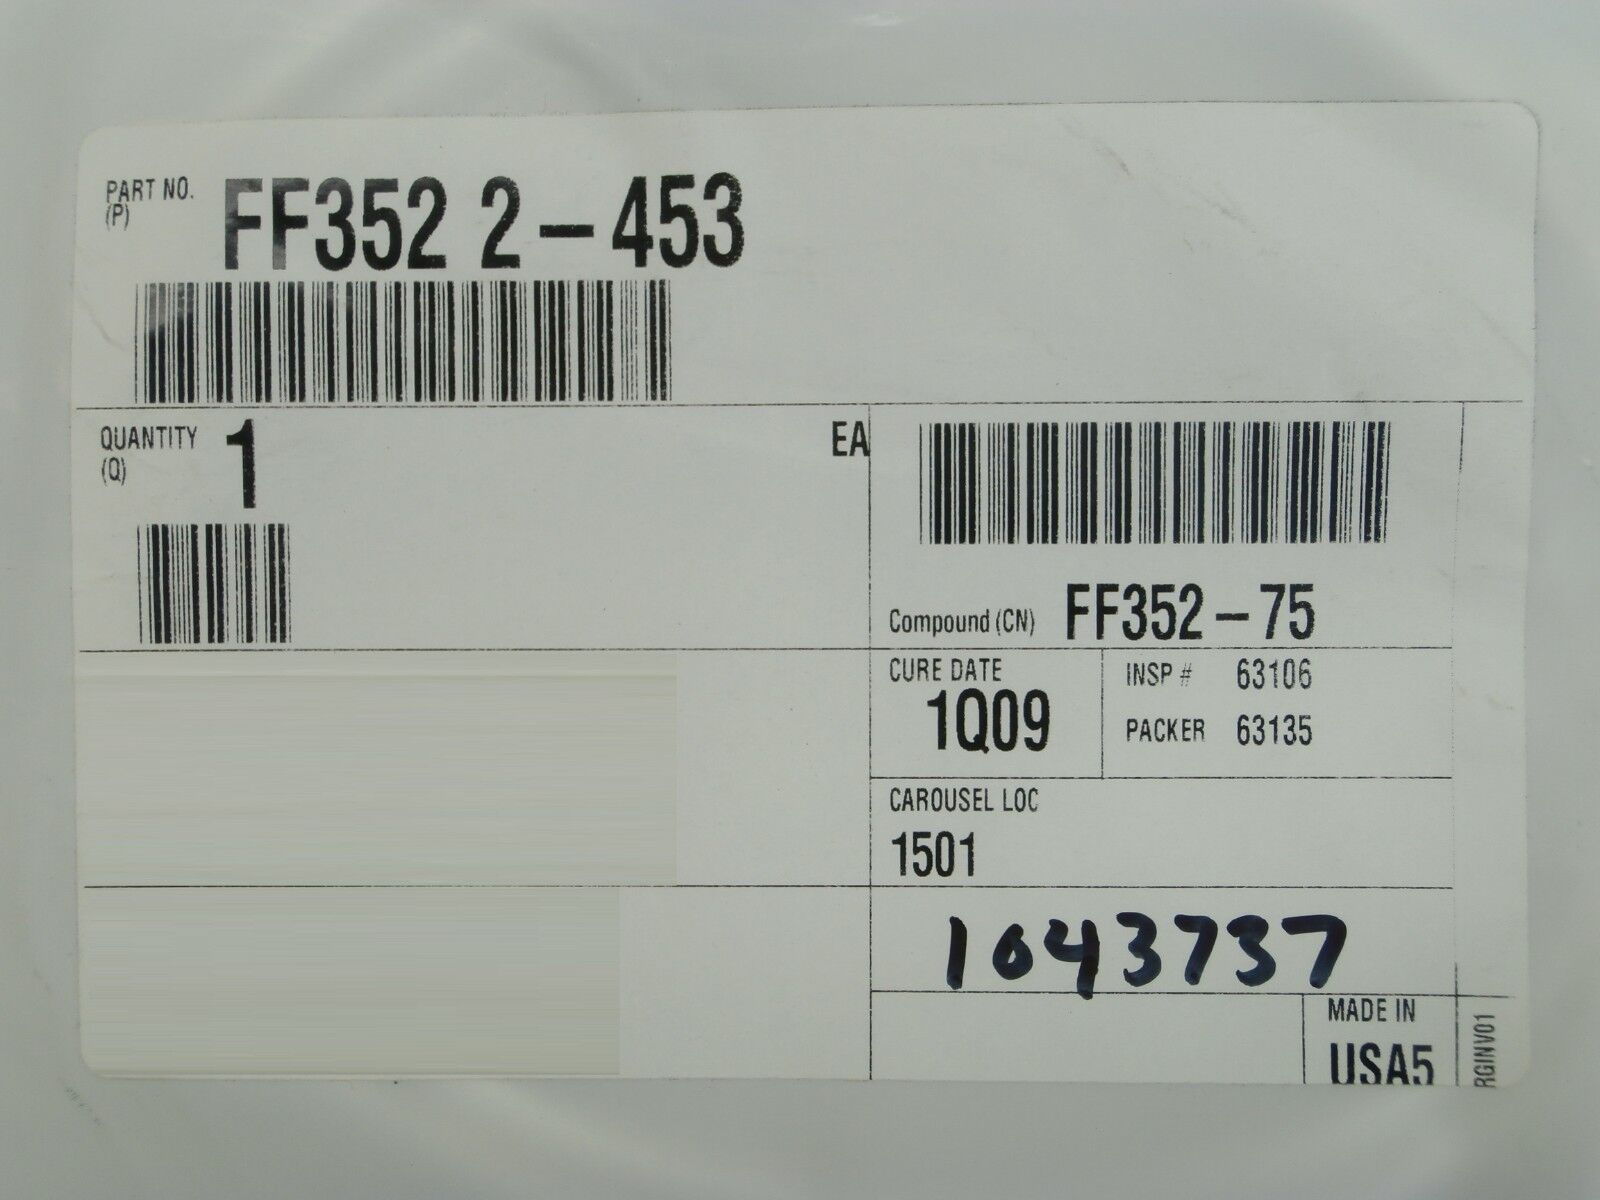 PART NO. FF352 2-453
(P)
QUANTITY 1 EA
(Q)
Compound (CN) FF352-75
CURE DATE
1Q09
INSP # 63106
PACKER 63135
CAROUSEL LOC
1501
1043737
MADE IN
USA5
RGINV01